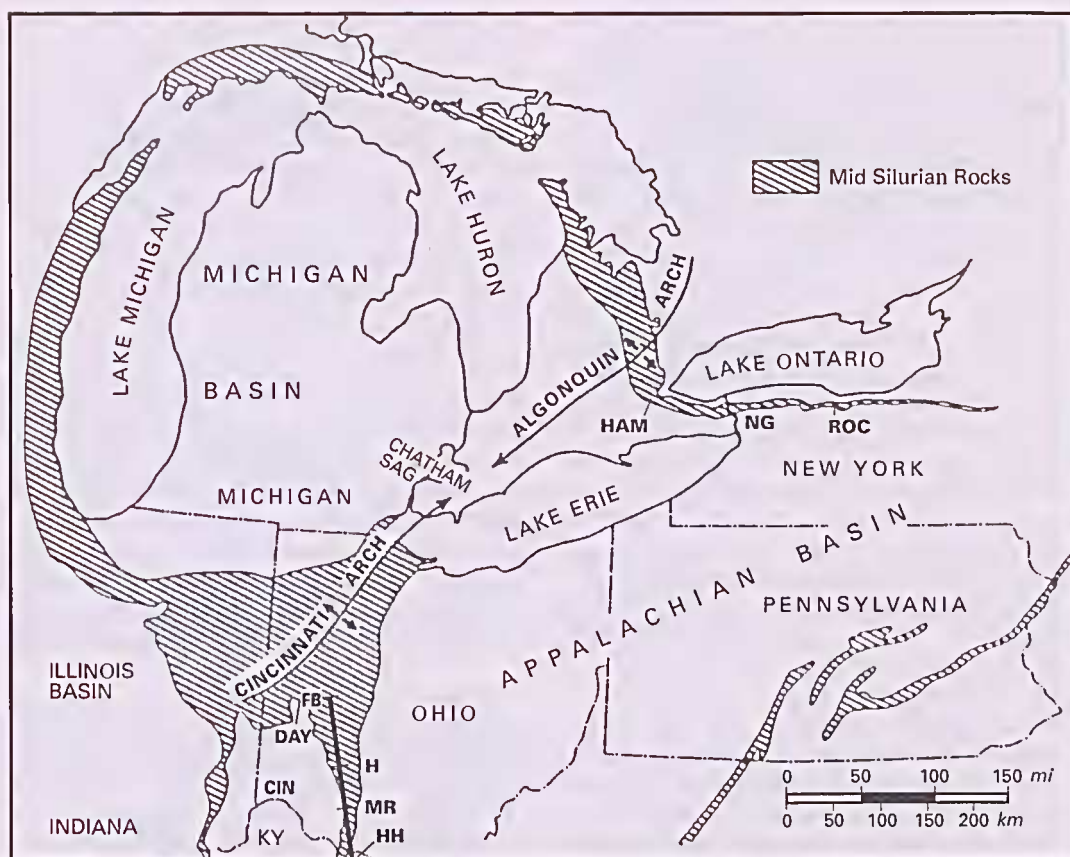 Mid Silurian Rocks
LAKE MICHIGAN
MICHIGAN
BASIN
LAKE HURON
ARCH
ALGONQUIN
LAKE ONTARIO
HAM
NG
ROC
NEW YORK
CHATHAM
SAG
MICHIGAN
LAKE ERIE
CINCINNATI ARCH
APPALACHIAN BASIN
PENNSYLVANIA
ILLINOIS
BASIN
FB
DAY
OHIO
H
CIN
MR
INDIANA
KY
HH
0 50 100 150 mi
0 50 100 150 200 km